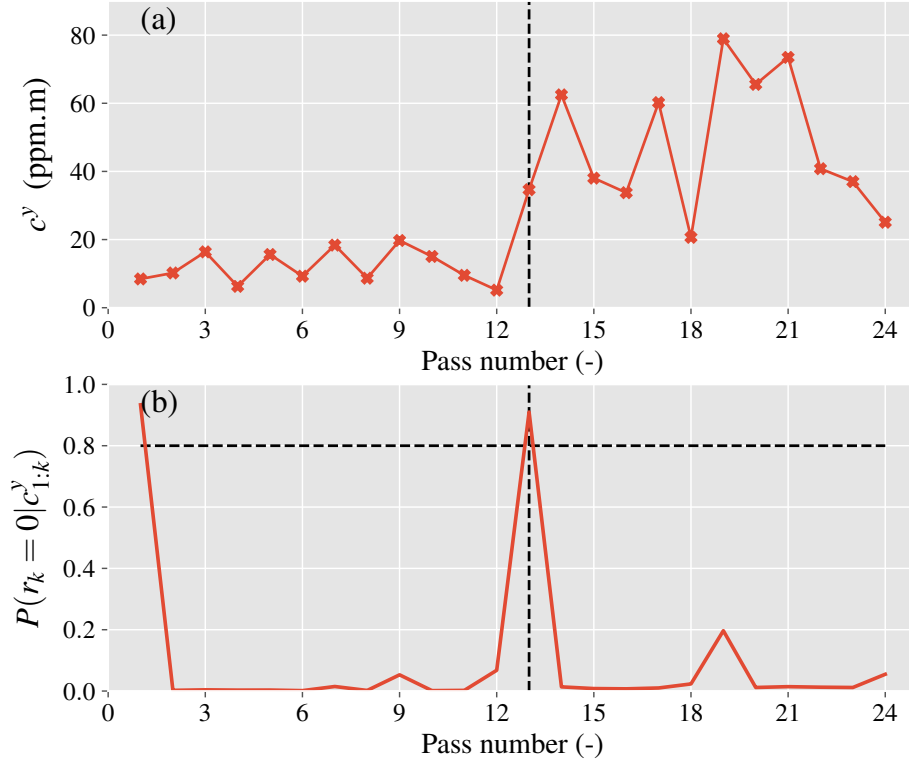 (a)
80
60
40
20
0
c^y (ppm.m)
0 3 6 9 12 15 18 21 24
Pass number (-)
(b)
1.0
0.8
0.6
0.4
0.2
0.0
P(r_k = 0|c^y_{1:k})
0 3 6 9 12 15 18 21 24
Pass number (-)